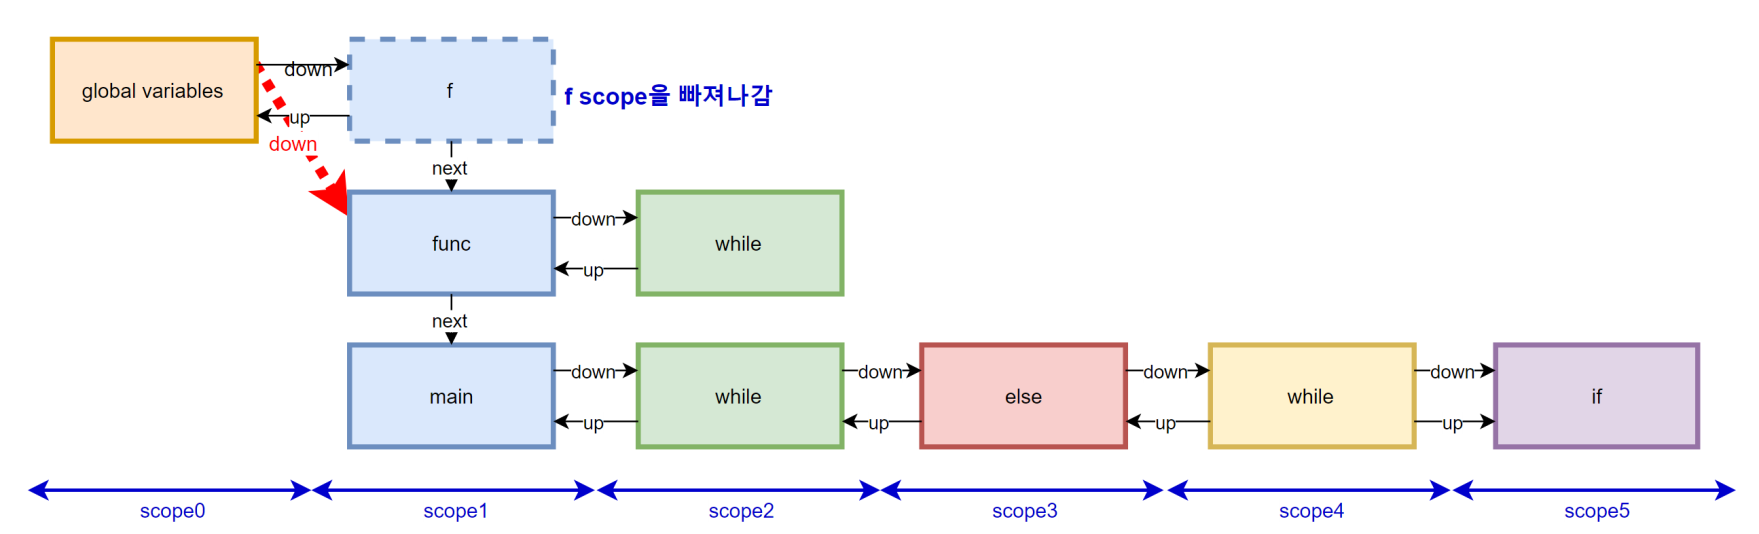 global variables
down
f
f scope을 빠져나감
up
down
next
func
down
while
up
next
main
down
while
down
else
down
while
down
if
up
up
up
up
scope0
scope1
scope2
scope3
scope4
scope5